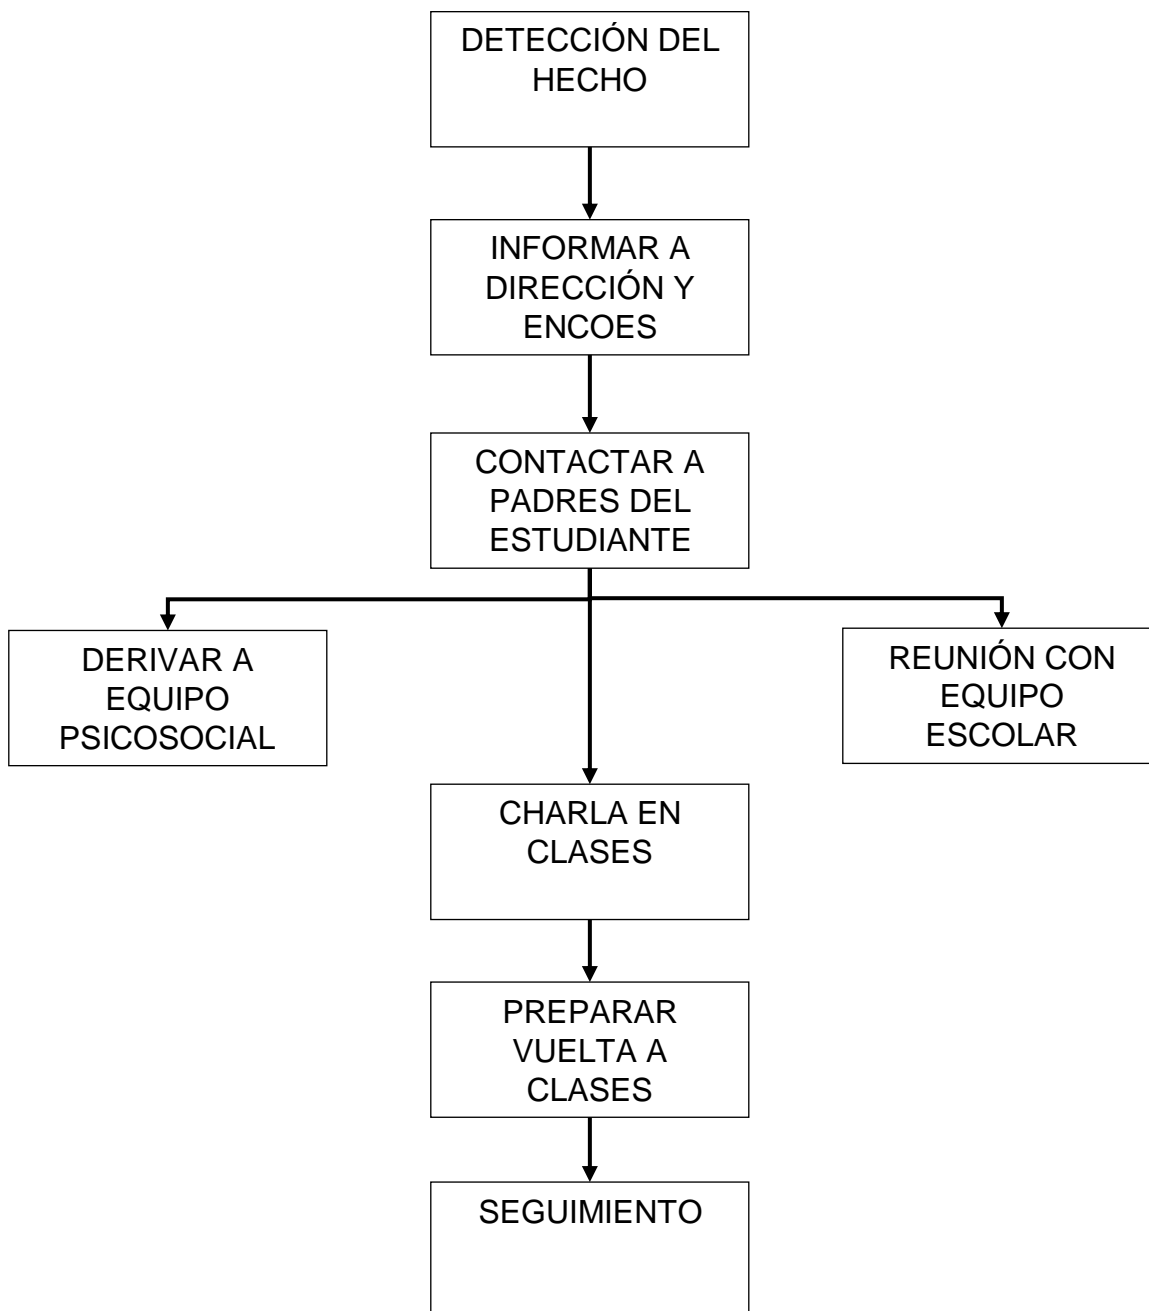 DETECCIÓN DEL
HECHO
INFORMAR A
DIRECCIÓN Y
ENCOES
CONTACTAR A
PADRES DEL
ESTUDIANTE
DERIVAR A
EQUIPO
PSICOSOCIAL
REUNIÓN CON
EQUIPO
ESCOLAR
CHARLA EN
CLASES
PREPARAR
VUELTA A
CLASES
SEGUIMIENTO